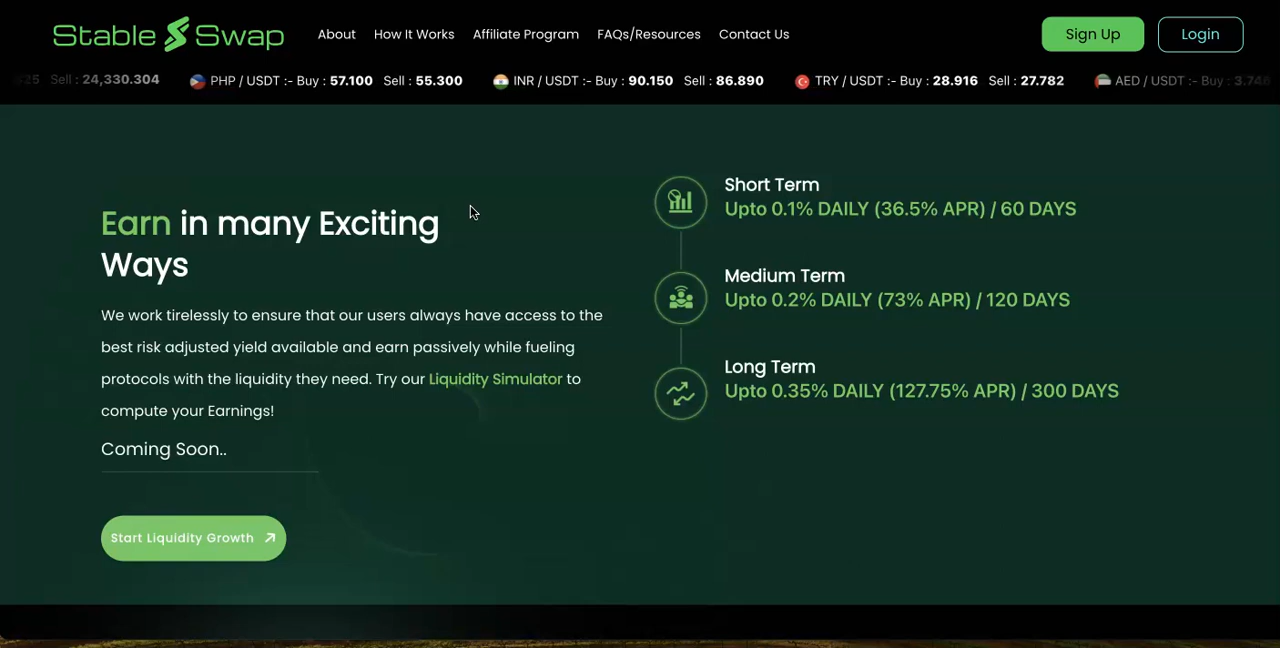 Stable Swap About How It Works Affiliate Program FAQs/Resources Contact Us Sign Up Login
Sell : 24,330.304 PHP / USDT :- Buy : 57.100 Sell : 55.300 INR / USDT :- Buy : 90.150 Sell : 86.890 TRY / USDT :- Buy : 28.916 Sell : 27.782 AED / USDT :- Buy :
Earn in many Exciting
Ways
We work tirelessly to ensure that our users always have access to the
best risk adjusted yield available and earn passively while fueling
protocols with the liquidity they need. Try our Liquidity Simulator to
compute your Earnings!
Coming Soon..
Start Liquidity Growth
Short Term
Upto 0.1% DAILY (36.5% APR) / 60 DAYS
Medium Term
Upto 0.2% DAILY (73% APR) / 120 DAYS
Long Term
Upto 0.35% DAILY (127.75% APR) / 300 DAYS